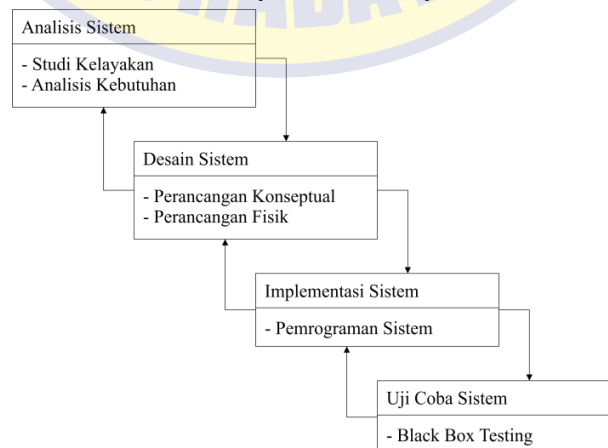 Analisis Sistem
- Studi Kelayakan
- Analisis Kebutuhan
Desain Sistem
- Perancangan Konseptual
- Perancangan Fisik
Implementasi Sistem
- Pemrograman Sistem
Uji Coba Sistem
- Black Box Testing